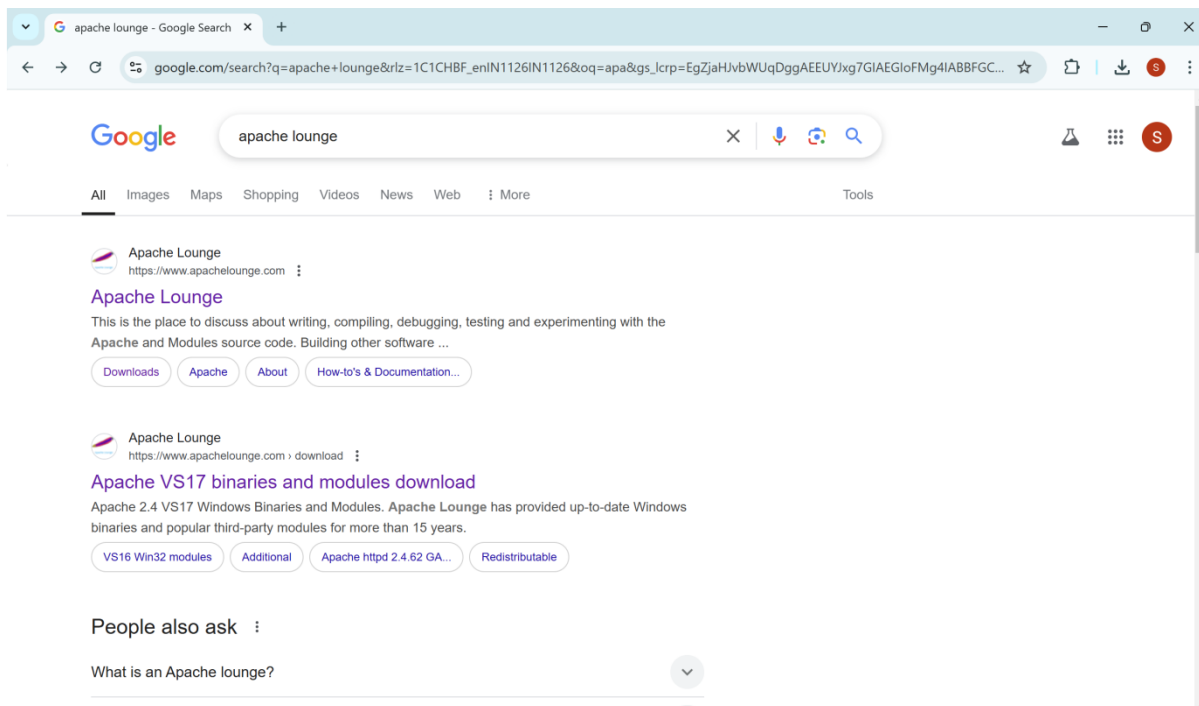 apache lounge - Google Search
google.com/search?q=apache+lounge&rlz=1C1CHBF_enIN1126IN1126&oq=apa&gs_lcrp=EgZjaHJvbWUqDggAEEUYJxg7GIAEGIoFMg4IABBFGC...
S
Google
apache lounge
S
All Images Maps Shopping Videos News Web More Tools
Apache Lounge
https://www.apachelounge.com
Apache Lounge
This is the place to discuss about writing, compiling, debugging, testing and experimenting with the
Apache and Modules source code. Building other software ...
Downloads Apache About How-to's & Documentation...
Apache Lounge
https://www.apachelounge.com › download
Apache VS17 binaries and modules download
Apache 2.4 VS17 Windows Binaries and Modules. Apache Lounge has provided up-to-date Windows
binaries and popular third-party modules for more than 15 years.
VS16 Win32 modules Additional Apache httpd 2.4.62 GA... Redistributable
People also ask
What is an Apache lounge?